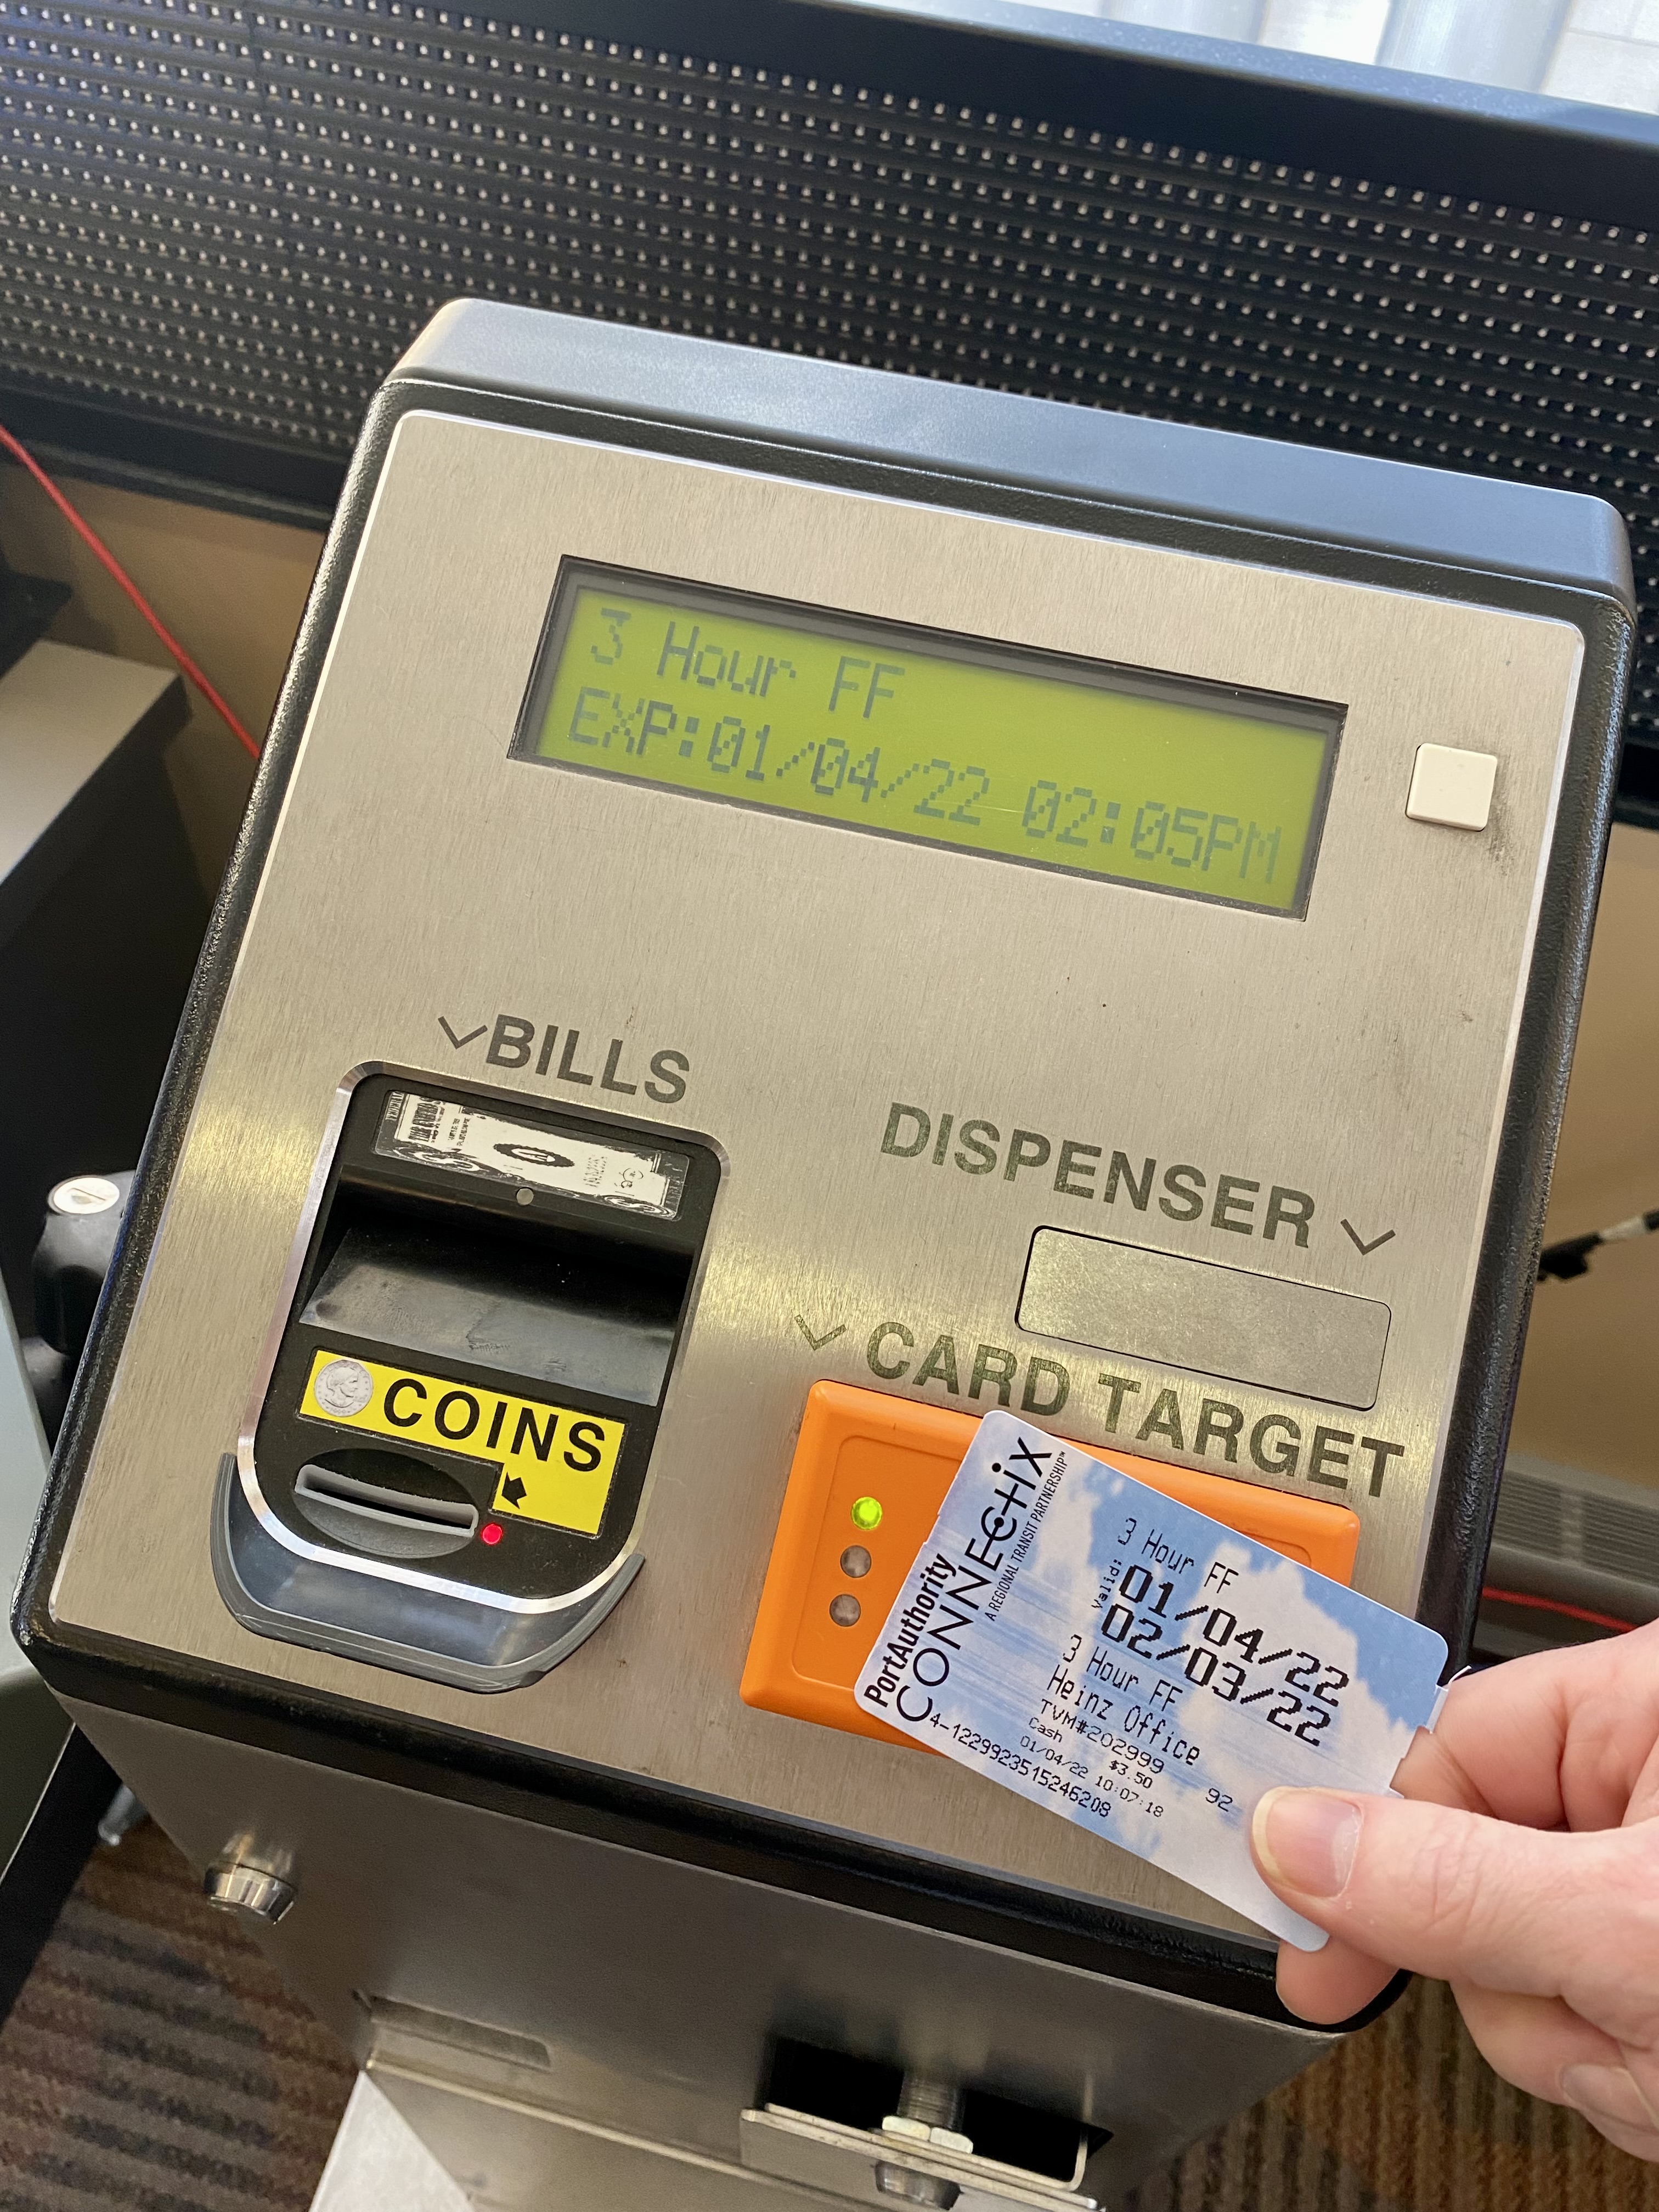 3 Hour FF
EXP:01/04/22 02:05PM
BILLS
DISPENSER
CARD TARGET
COINS
PortAuthority
CONNECTIX
A REGIONAL TRANSIT PARTNERSHIP™
3 Hour FF
Valid:
01/04/22
02/03/22
3 Hour FF
Heinz Office
TVM#202999 92
Cash $3.50
01/04/22 10:07:18
4-1229923515246208